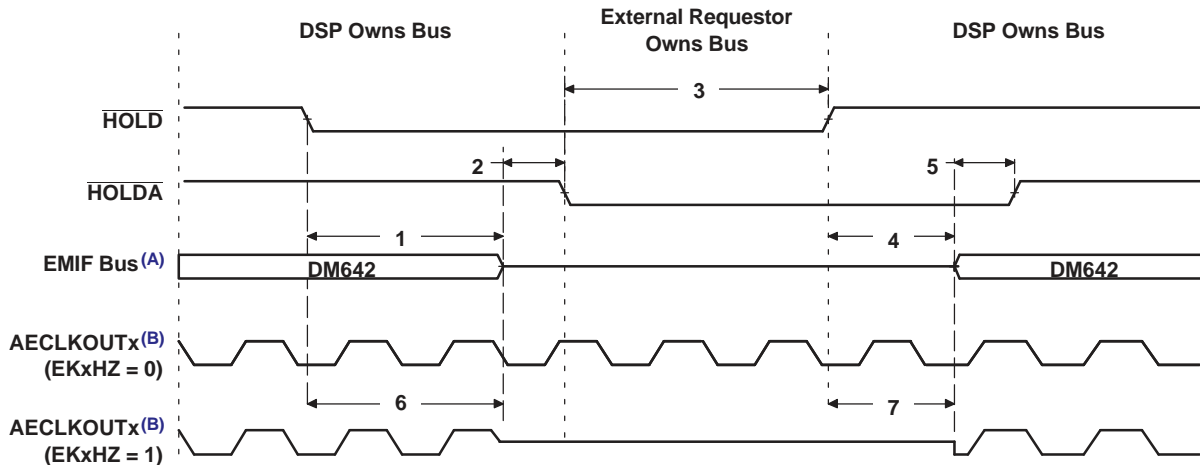 DSP Owns Bus
External Requestor
Owns Bus
DSP Owns Bus
3
HOLD
2
5
HOLDA
1
4
EMIF Bus(A)
DM642
DM642
AECLKOUTx(B)
(EKxHZ = 0)
6
7
AECLKOUTx(B)
(EKxHZ = 1)